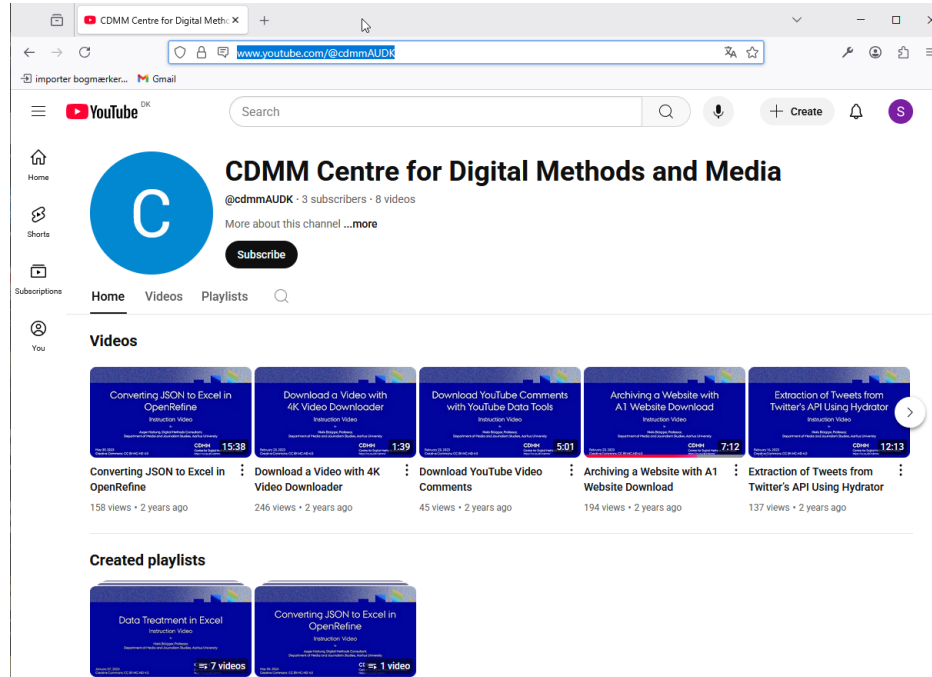 CDMM Centre for Digital Metho
www.youtube.com/@cdmmAUDK
importer bogmærker... M Gmail
YouTube DK
Search
Create
S
Home
Shorts
Subscriptions
You
C
CDMM Centre for Digital Methods and Media
@cdmmAUDK · 3 subscribers · 8 videos
More about this channel ...more
Subscribe
Home Videos Playlists
Videos
Converting JSON to Excel in
OpenRefine
Instruction Video
15:38
Converting JSON to Excel in
OpenRefine
158 views • 2 years ago
Download a Video with
4K Video Downloader
Instruction Video
1:39
Download a Video with 4K
Video Downloader
246 views • 2 years ago
Download YouTube Comments
with YouTube Data Tools
Instruction Video
5:01
Download YouTube Video
Comments
45 views • 2 years ago
Archiving a Website with
A1 Website Download
Instruction Video
7:12
Archiving a Website with A1
Website Download
194 views • 2 years ago
Extraction of Tweets from
Twitter's API Using Hydrator
Instruction Video
12:13
Extraction of Tweets from
Twitter's API Using Hydrator
137 views • 2 years ago
Created playlists
Data Treatment in Excel
Instruction Video
7 videos
Converting JSON to Excel in
OpenRefine
Instruction Video
1 video